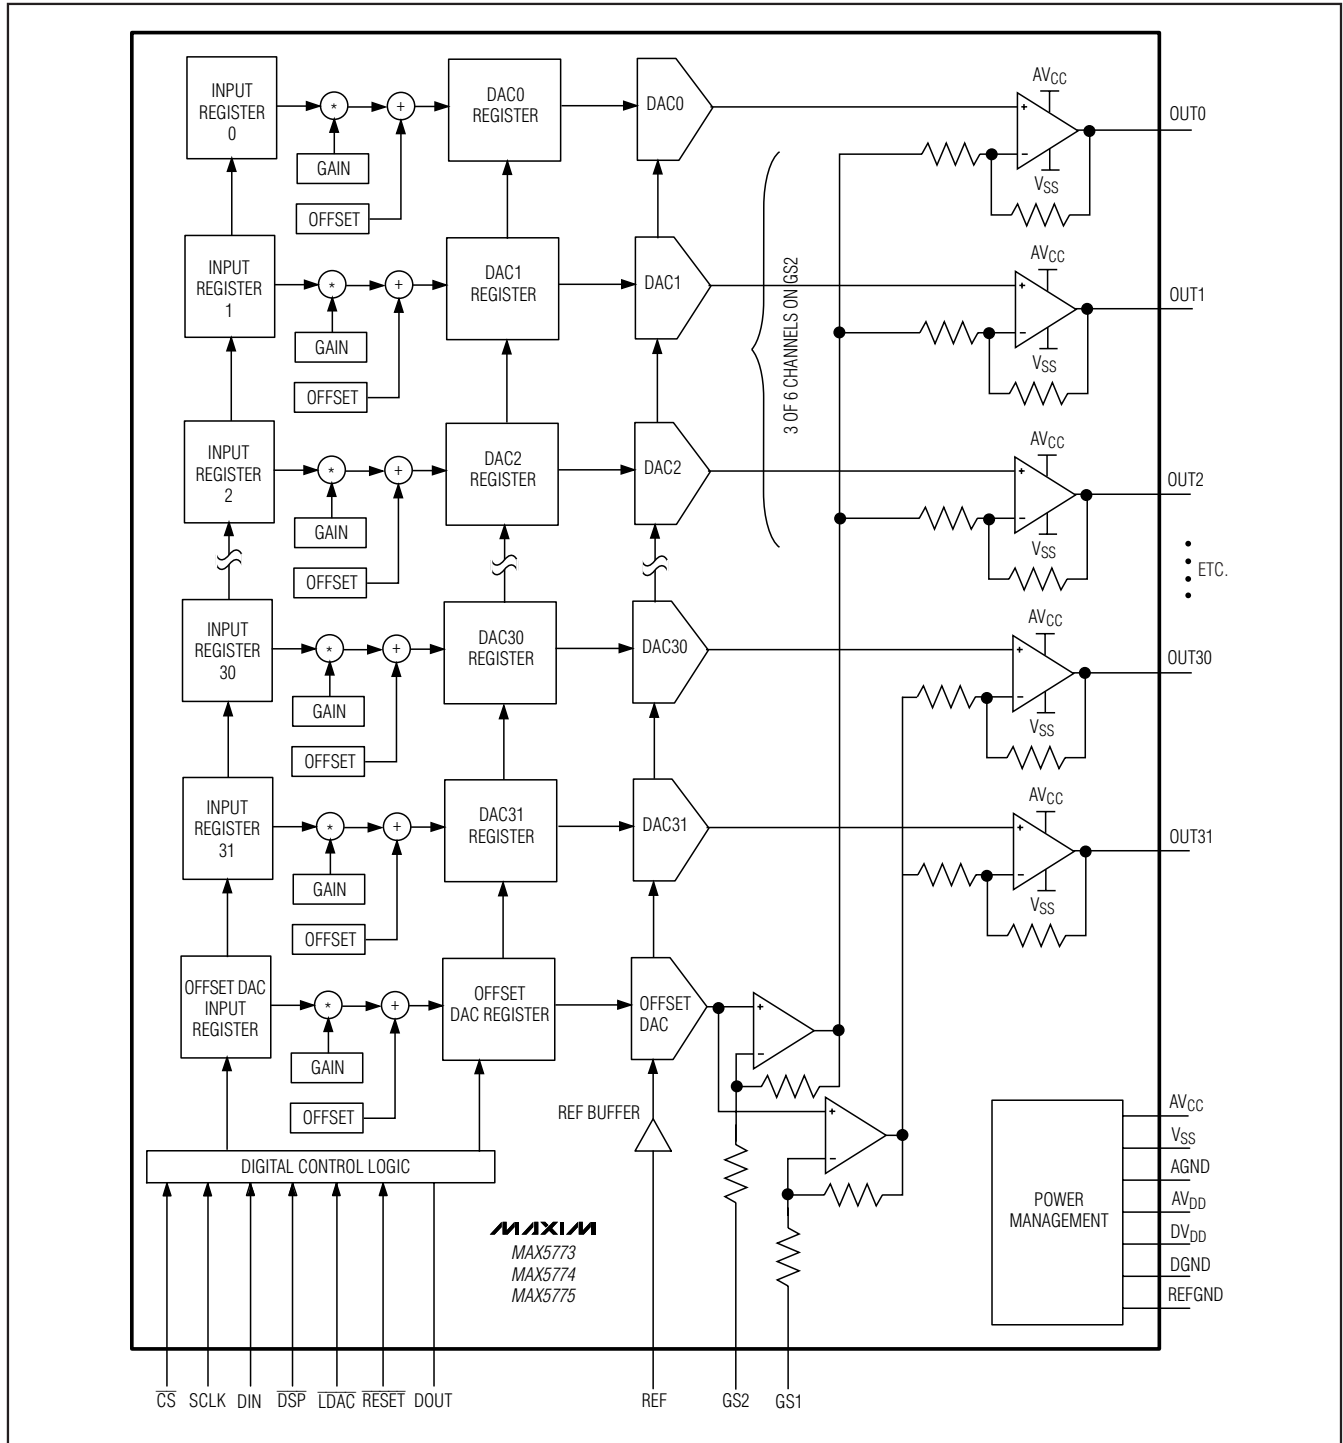 INPUT
REGISTER
0
*
+
GAIN
OFFSET
DAC0
REGISTER
DAC0
+
-
AVCC
VSS
OUT0
INPUT
REGISTER
1
*
+
GAIN
OFFSET
DAC1
REGISTER
DAC1
3 OF 6 CHANNELS ON GS2
+
-
AVCC
VSS
OUT1
INPUT
REGISTER
2
*
+
GAIN
OFFSET
DAC2
REGISTER
DAC2
+
-
AVCC
VSS
OUT2
ETC.
INPUT
REGISTER
30
*
+
GAIN
OFFSET
DAC30
REGISTER
DAC30
+
-
AVCC
VSS
OUT30
INPUT
REGISTER
31
*
+
GAIN
OFFSET
DAC31
REGISTER
DAC31
+
-
AVCC
VSS
OUT31
OFFSET DAC
INPUT
REGISTER
*
+
GAIN
OFFSET
OFFSET
DAC REGISTER
OFFSET
DAC
+
-
+
-
REF BUFFER
DIGITAL CONTROL LOGIC
MAXIM
MAX5773
MAX5774
MAX5775
POWER
MANAGEMENT
AVCC
VSS
AGND
AVDD
DVDD
DGND
REFGND
CS SCLK DIN DSP LDAC RESET DOUT REF GS2 GS1